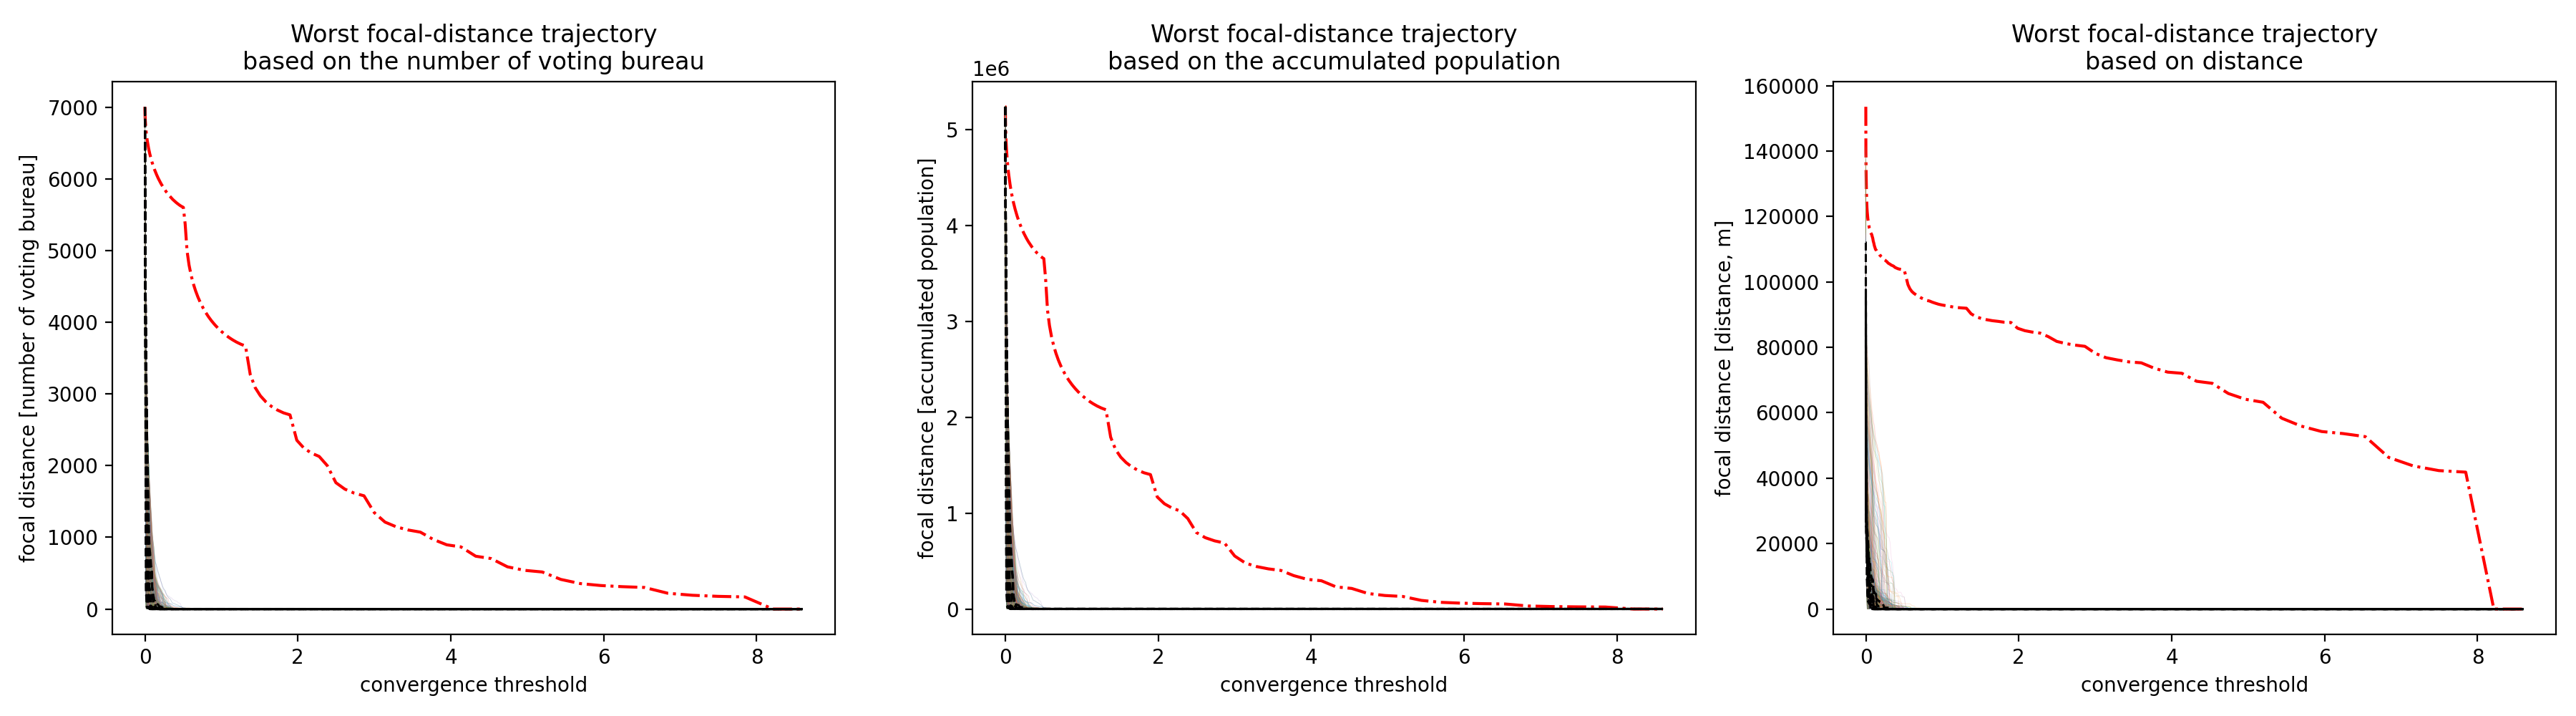 Worst focal-distance trajectory
based on the number of voting bureau
7000
6000
5000
4000
3000
2000
1000
0
focal distance [number of voting bureau]
0 2 4 6 8
convergence threshold
Worst focal-distance trajectory
based on the accumulated population
1e6
5
4
3
2
1
0
focal distance [accumulated population]
0 2 4 6 8
convergence threshold
Worst focal-distance trajectory
based on distance
160000
140000
120000
100000
80000
60000
40000
20000
0
focal distance [distance, m]
0 2 4 6 8
convergence threshold